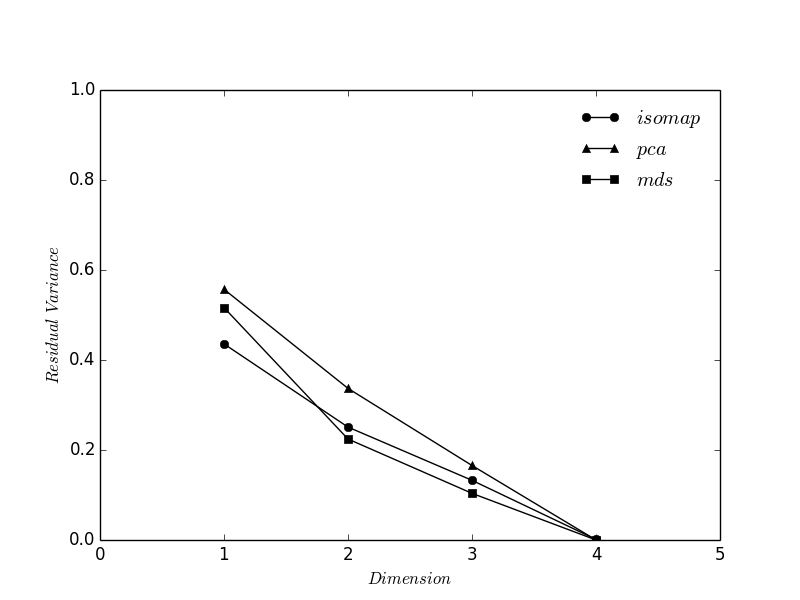 1.0
isomap
pca
0.8
mds
0.6
Residual Variance
0.4
0.2
0.0
0 1 2 3 4 5
Dimension